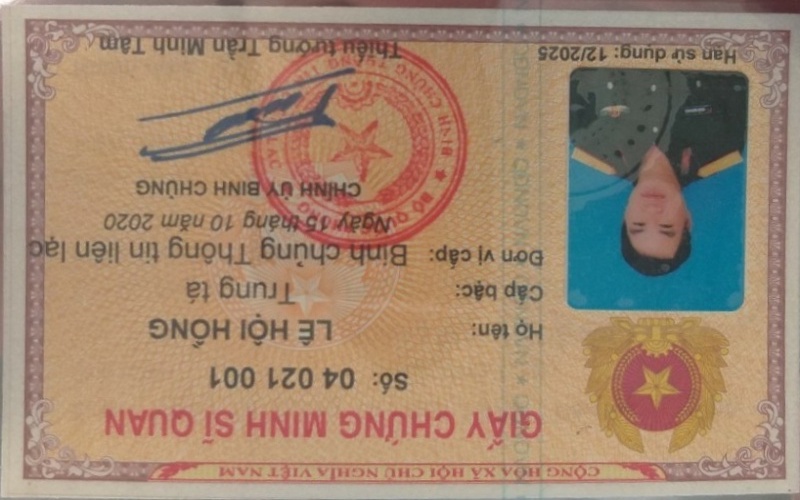 CỘNG HÒA XÃ HỘI CHỦ NGHĨA VIỆT NAM
GIẤY CHỨNG MINH SĨ QUAN
Số: 04 021 001
Họ tên: LÊ HỘI HỒNG
Cấp bậc: Trung tá
Đơn vị cấp: Binh chủng Thông tin liên lạc
Ngày 15 tháng 10 năm 2020
CHÍNH ỦY BINH CHỦNG
Thiếu tướng Trần Minh Tâm
Hạn sử dụng: 12/2025